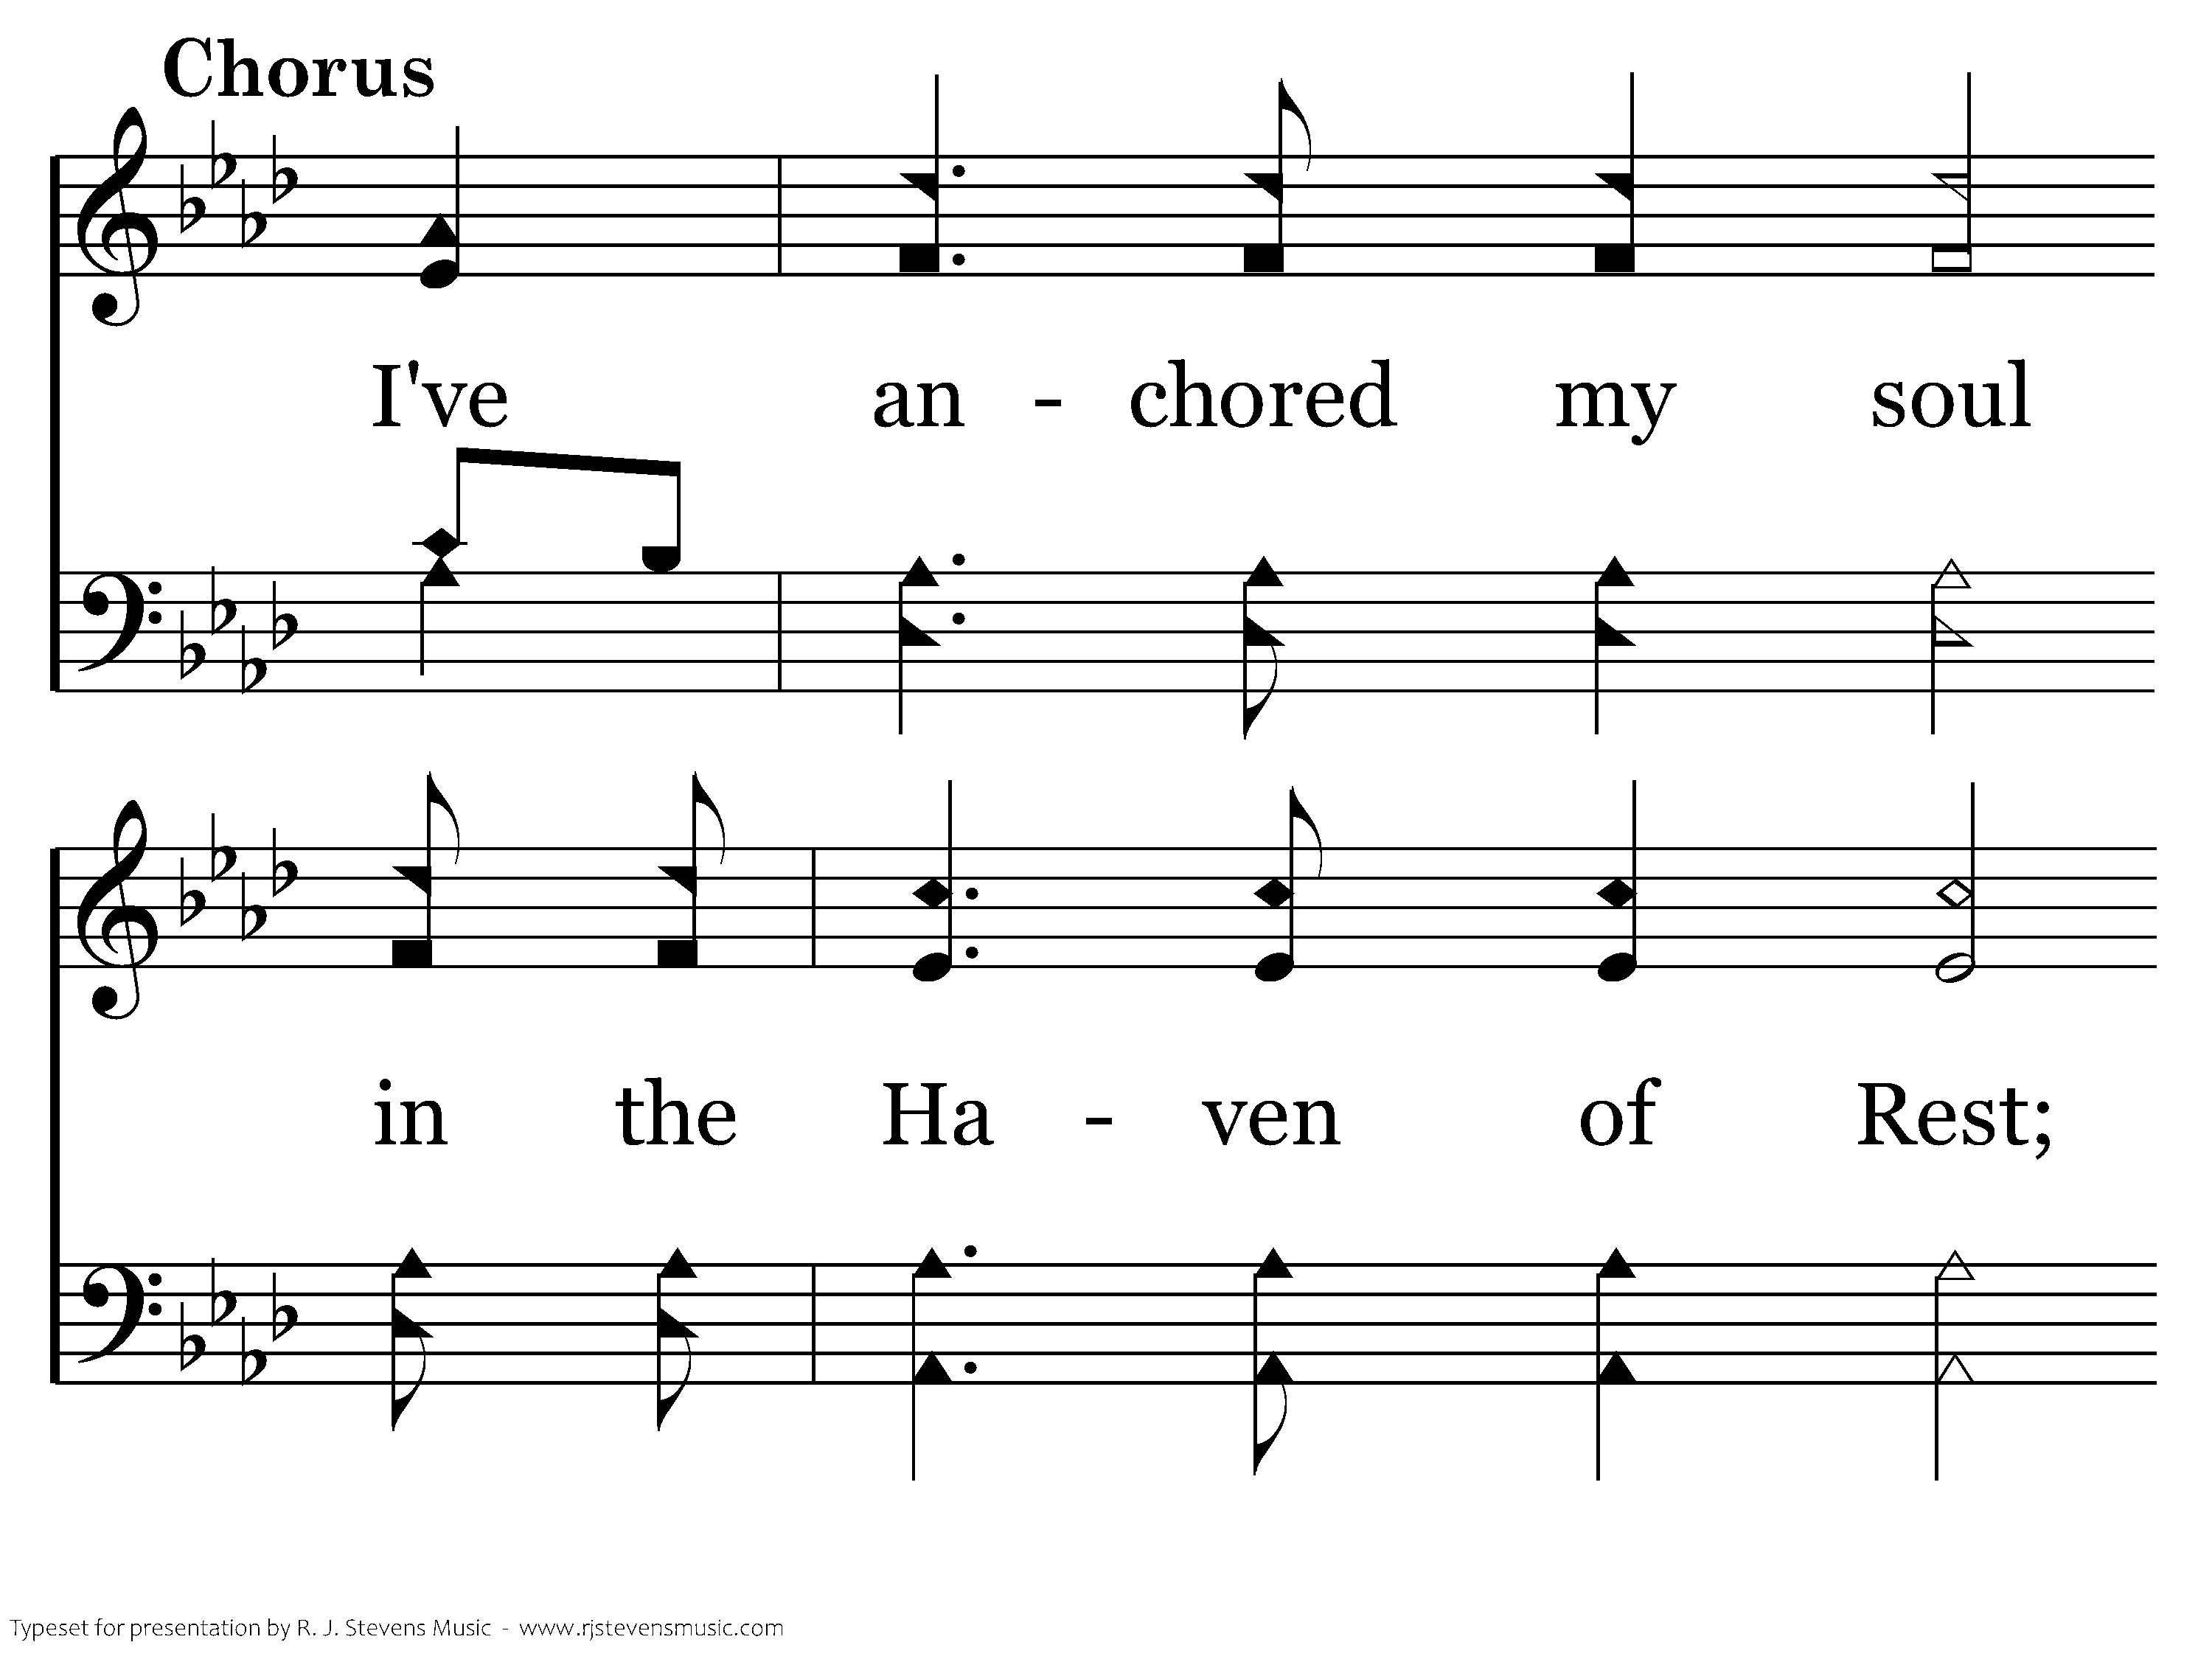 Chorus
I've an - chored my soul
in the Ha - ven of Rest;
Typeset for presentation by R. J. Stevens Music - www.rjstevensmusic.com